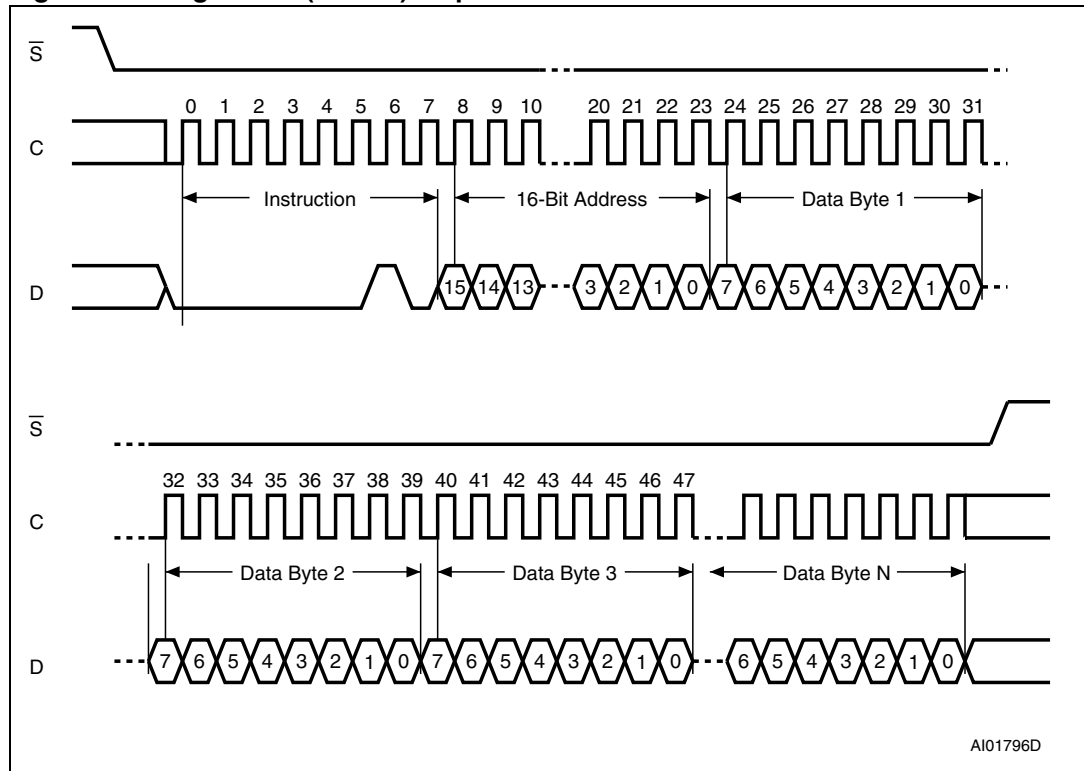 S
0 1 2 3 4 5 6 7 8 9 10 20 21 22 23 24 25 26 27 28 29 30 31
C
Instruction 16-Bit Address Data Byte 1
D 15 14 13 3 2 1 0 7 6 5 4 3 2 1 0
S
32 33 34 35 36 37 38 39 40 41 42 43 44 45 46 47
C
Data Byte 2 Data Byte 3 Data Byte N
D 7 6 5 4 3 2 1 0 7 6 5 4 3 2 1 0 6 5 4 3 2 1 0
AI01796D